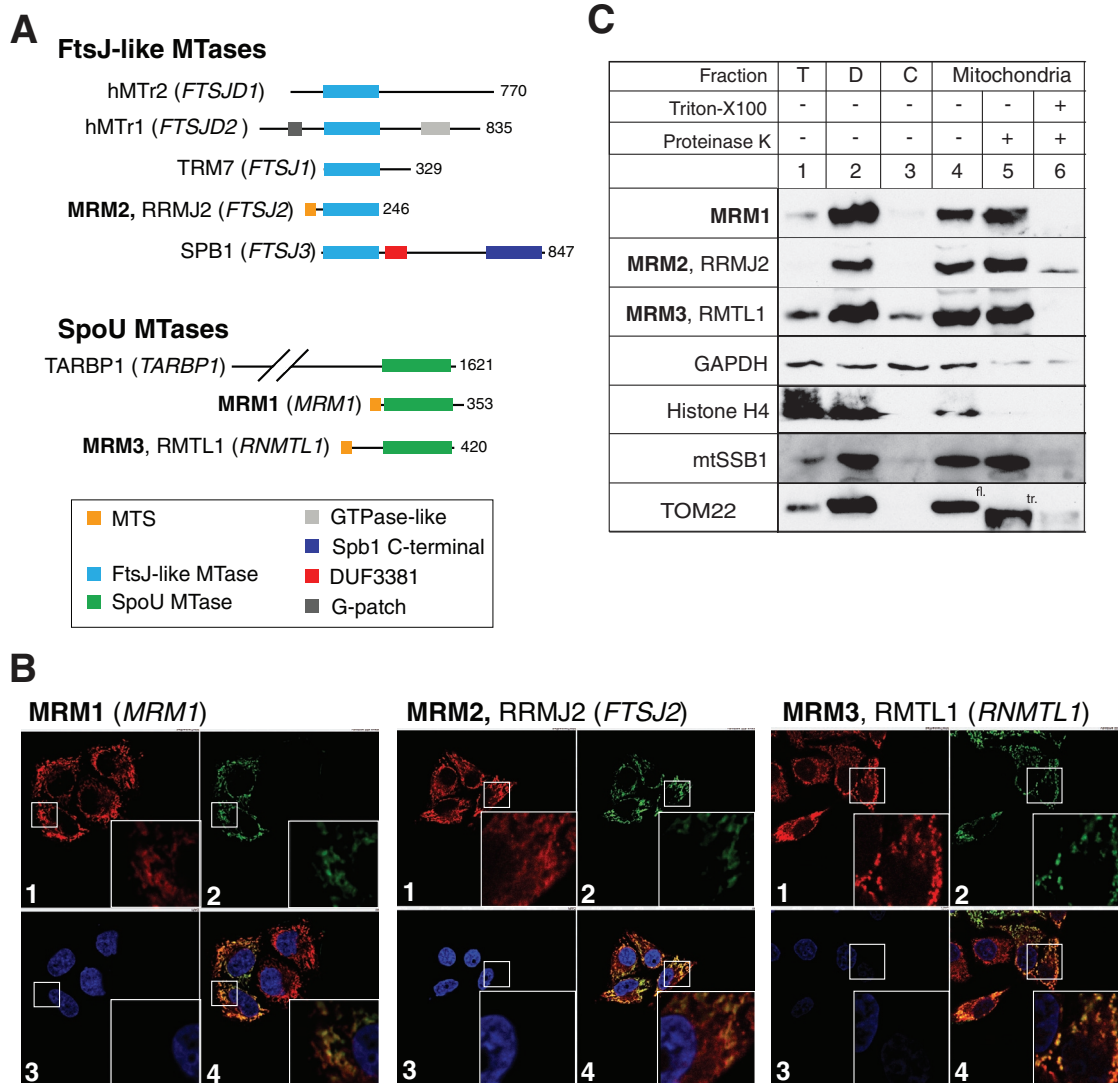 A
FtsJ-like MTases
hMTr2 (FTSJD1) 770
hMTr1 (FTSJD2 ) 835
TRM7 (FTSJ1) 329
MRM2, RRMJ2 (FTSJ2) 246
SPB1 (FTSJ3) 847
SpoU MTases
TARBP1 (TARBP1) 1621
MRM1 (MRM1) 353
MRM3, RMTL1 (RNMTL1) 420
MTS
FtsJ-like MTase
SpoU MTase
GTPase-like
Spb1 C-terminal
DUF3381
G-patch
C
Fraction T D C Mitochondria
Triton-X100 - - - - - +
Proteinase K - - - - + +
1 2 3 4 5 6
MRM1
MRM2, RRMJ2
MRM3, RMTL1
GAPDH
Histone H4
mtSSB1
TOM22 fl. tr.
B
MRM1 (MRM1)
1 2
3 4
MRM2, RRMJ2 (FTSJ2)
1 2
3 4
MRM3, RMTL1 (RNMTL1)
1 2
3 4